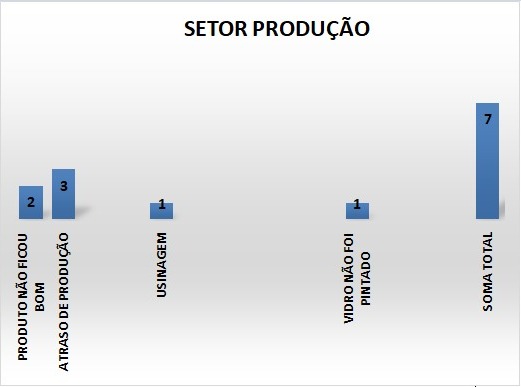 SETOR PRODUÇÃO
2
3
1
1
7
PRODUTO NÃO FICOU
BOM
ATRASO DE PRODUÇÃO
USINAGEM
VIDRO NÃO FOI
PINTADO
SOMA TOTAL